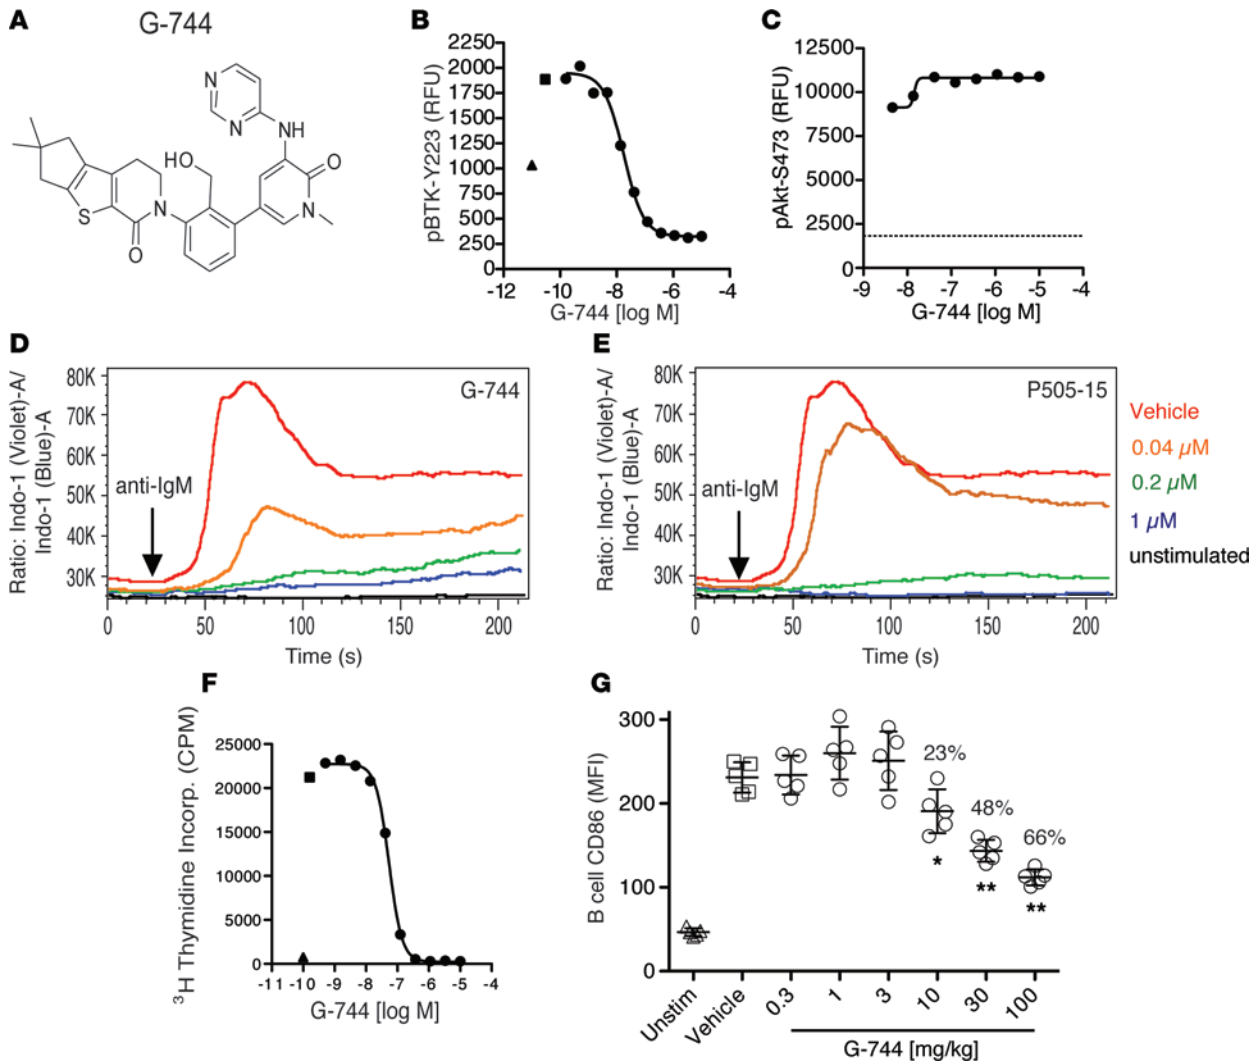 A
G-744
N
N
NH
HO
O
N
N
S
O
B
pBTK-Y223 (RFU)
2250
2000
1750
1500
1250
1000
750
500
250
0
-12
-10
-8
-6
-4
G-744 [log M]
C
pAkt-S473 (RFU)
12500
10000
7500
5000
2500
0
-9
-8
-7
-6
-5
-4
G-744 [log M]
D
Ratio: Indo-1 (Violet)-A/
Indo-1 (Blue)-A
80K
70K
60K
50K
40K
30K
G-744
anti-IgM
0
50
100
150
200
Time (s)
E
Ratio: Indo-1 (Violet)-A/
Indo-1 (Blue)-A
80K
70K
60K
50K
40K
30K
P505-15
anti-IgM
0
50
100
150
200
Time (s)
Vehicle
0.04 µM
0.2 µM
1 µM
unstimulated
F
³H Thymidine Incorp. (CPM)
25000
20000
15000
10000
5000
0
-11
-10
-9
-8
-7
-6
-5
-4
G-744 [log M]
G
B cell CD86 (MFI)
300
200
100
0
23%
48%
66%
*
**
**
Unstim
Vehicle
0.3
1
3
10
30
100
G-744 [mg/kg]